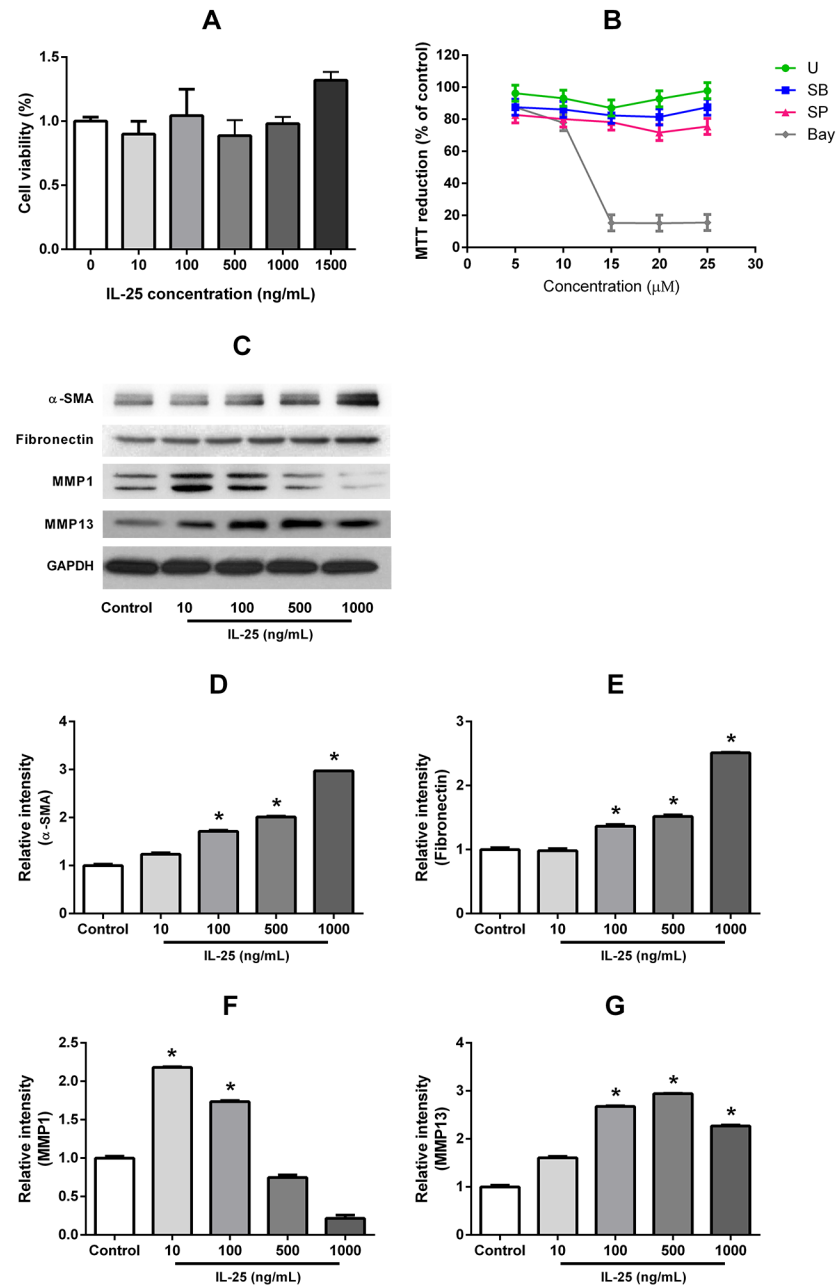 A
Cell viability (%)
1.5
1.0
0.5
0.0
0 10 100 500 1000 1500
IL-25 concentration (ng/mL)
B
MTT reduction (% of control)
120
100
80
60
40
20
0
0 5 10 15 20 25 30
Concentration (μM)
U
SB
SP
Bay
C
α-SMA
Fibronectin
MMP1
MMP13
GAPDH
Control 10 100 500 1000
IL-25 (ng/mL)
D
Relative intensity
(α-SMA)
4
3
2
1
0
* * *
Control 10 100 500 1000
IL-25 (ng/mL)
E
Relative intensity
(Fibronectin)
3
2
1
0
* * *
Control 10 100 500 1000
IL-25 (ng/mL)
F
Relative intensity
(MMP1)
2.5
2.0
1.5
1.0
0.5
0.0
* *
Control 10 100 500 1000
IL-25 (ng/mL)
G
Relative intensity
(MMP13)
4
3
2
1
0
* * *
Control 10 100 500 1000
IL-25 (ng/mL)